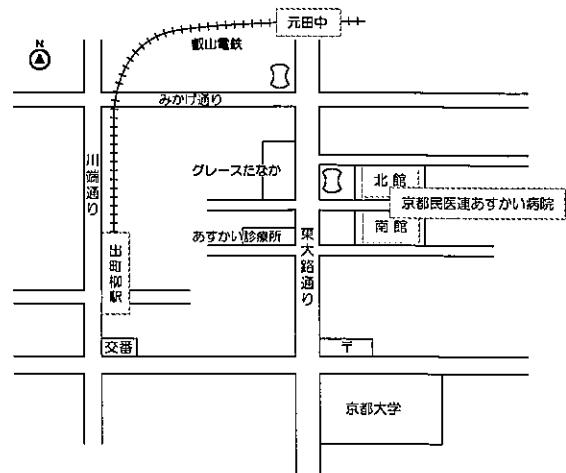 元田中
N
叡山電鉄
みかげ通り
川端通り
グレースたなか
北館
京都民医連あすかい病院
あすかい診療所
南館
東大路通り
出町柳駅
交番
〒
京都大学